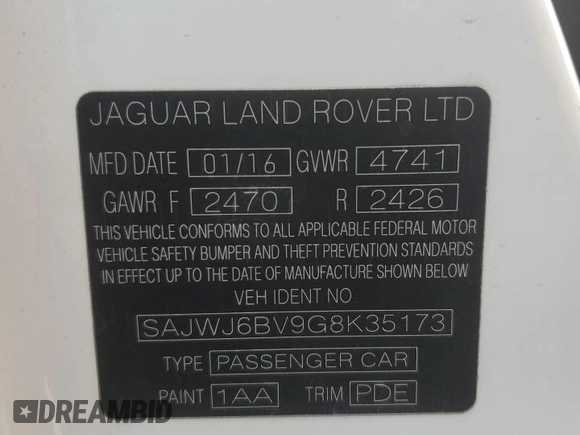 JAGUAR LAND ROVER LTD
MFD DATE 01/16 GVWR 4741
GAWR F 2470 R 2426
THIS VEHICLE CONFORMS TO ALL APPLICABLE FEDERAL MOTOR
VEHICLE SAFETY BUMPER AND THEFT PREVENTION STANDARDS
IN EFFECT UP TO THE DATE OF MANUFACTURE SHOWN BELOW
VEH IDENT NO.
SAJWJ6BV9G8K35173
TYPE PASSENGER CAR
PAINT 1AA TRIM PDE
DREAMBID